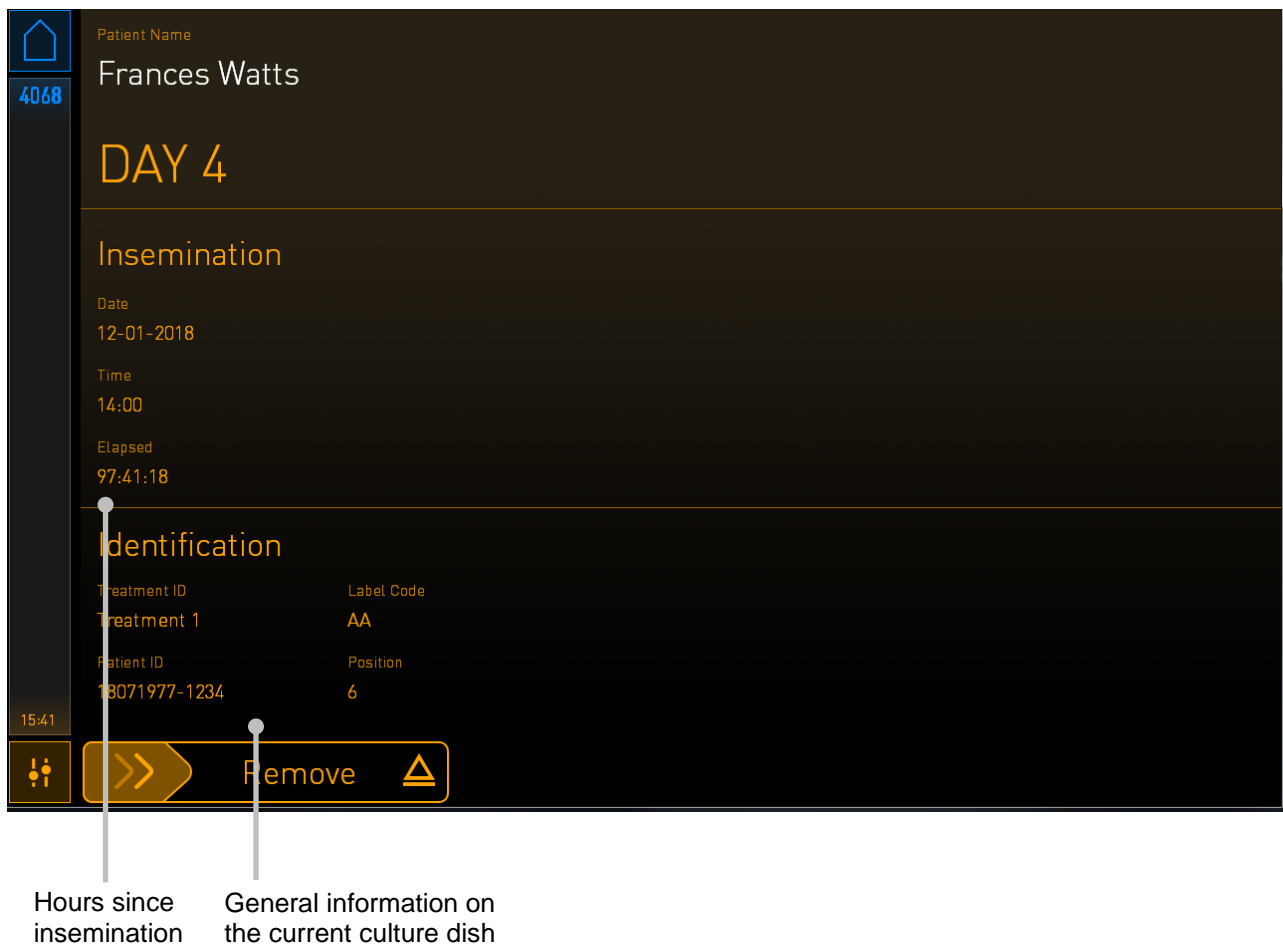 Patient Name
Frances Watts
4068
DAY 4
Insemination
Date
12-01-2018
Time
14:00
Elapsed
97:41:18
Identification
Treatment ID Label Code
Treatment 1 AA
Patient ID Position
18071977-1234 6
15:41
Remove
Hours since
insemination
General information on
the current culture dish